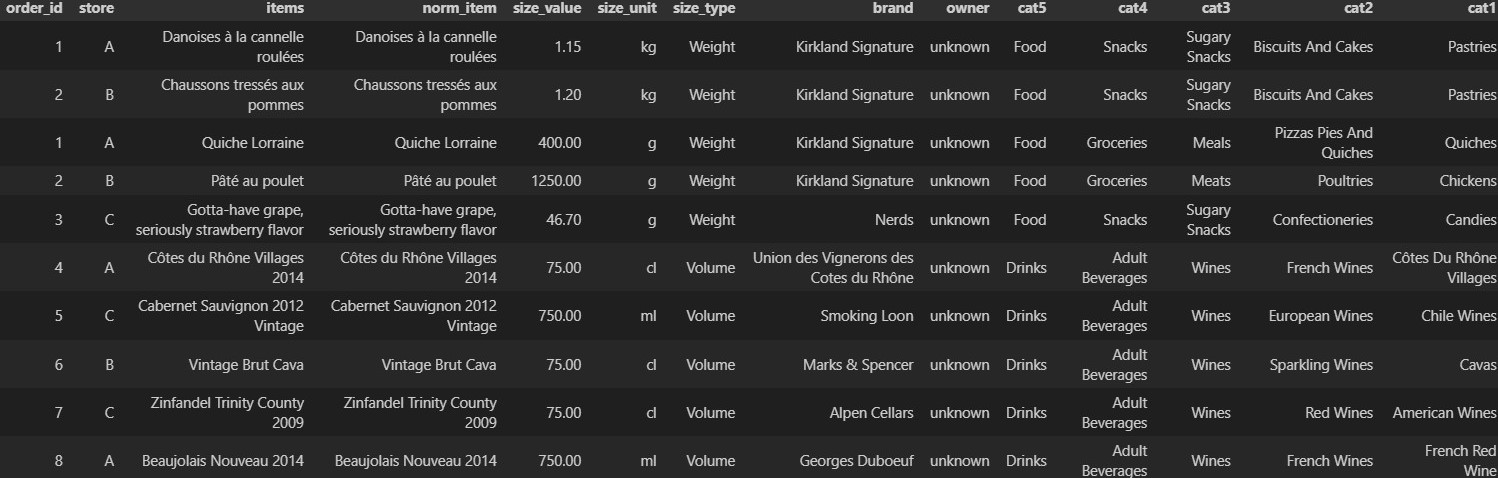 order_id store items norm_item size_value size_unit size_type brand owner cat5 cat4 cat3 cat2 cat1
1 A Danoises à la cannelle roulées Danoises à la cannelle roulées 1.15 kg Weight Kirkland Signature unknown Food Snacks Sugary Snacks Biscuits And Cakes Pastries
2 B Chaussons tressés aux pommes Chaussons tressés aux pommes 1.20 kg Weight Kirkland Signature unknown Food Snacks Sugary Snacks Biscuits And Cakes Pastries
1 A Quiche Lorraine Quiche Lorraine 400.00 g Weight Kirkland Signature unknown Food Groceries Meals Pizzas Pies And Quiches Quiches
2 B Pâté au poulet Pâté au poulet 1250.00 g Weight Kirkland Signature unknown Food Groceries Meats Poultries Chickens
3 C Gotta-have grape, seriously strawberry flavor Gotta-have grape, seriously strawberry flavor 46.70 g Weight Nerds unknown Food Snacks Sugary Snacks Confectioneries Candies
4 A Côtes du Rhône Villages 2014 Côtes du Rhône Villages 2014 75.00 cl Volume Union des Vignerons des Cotes du Rhône unknown Drinks Adult Beverages Wines French Wines Côtes Du Rhône Villages
5 C Cabernet Sauvignon 2012 Vintage Cabernet Sauvignon 2012 Vintage 750.00 ml Volume Smoking Loon unknown Drinks Adult Beverages Wines European Wines Chile Wines
6 B Vintage Brut Cava Vintage Brut Cava 75.00 cl Volume Marks & Spencer unknown Drinks Adult Beverages Wines Sparkling Wines Cavas
7 C Zinfandel Trinity County 2009 Zinfandel Trinity County 2009 75.00 cl Volume Alpen Cellars unknown Drinks Adult Beverages Wines Red Wines American Wines
8 A Beaujolais Nouveau 2014 Beaujolais Nouveau 2014 750.00 ml Volume Georges Duboeuf unknown Drinks Adult Beverages Wines French Wines French Red Wine